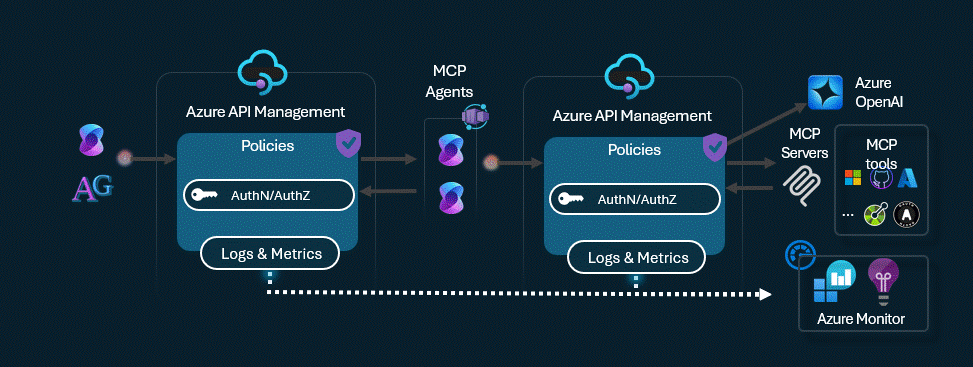 Azure API Management
Policies
AuthN/AuthZ
Logs & Metrics
AG
MCP
Agents
Azure API Management
Policies
AuthN/AuthZ
Logs & Metrics
Azure
OpenAI
MCP
Servers
MCP
tools
...
A
Azure Monitor